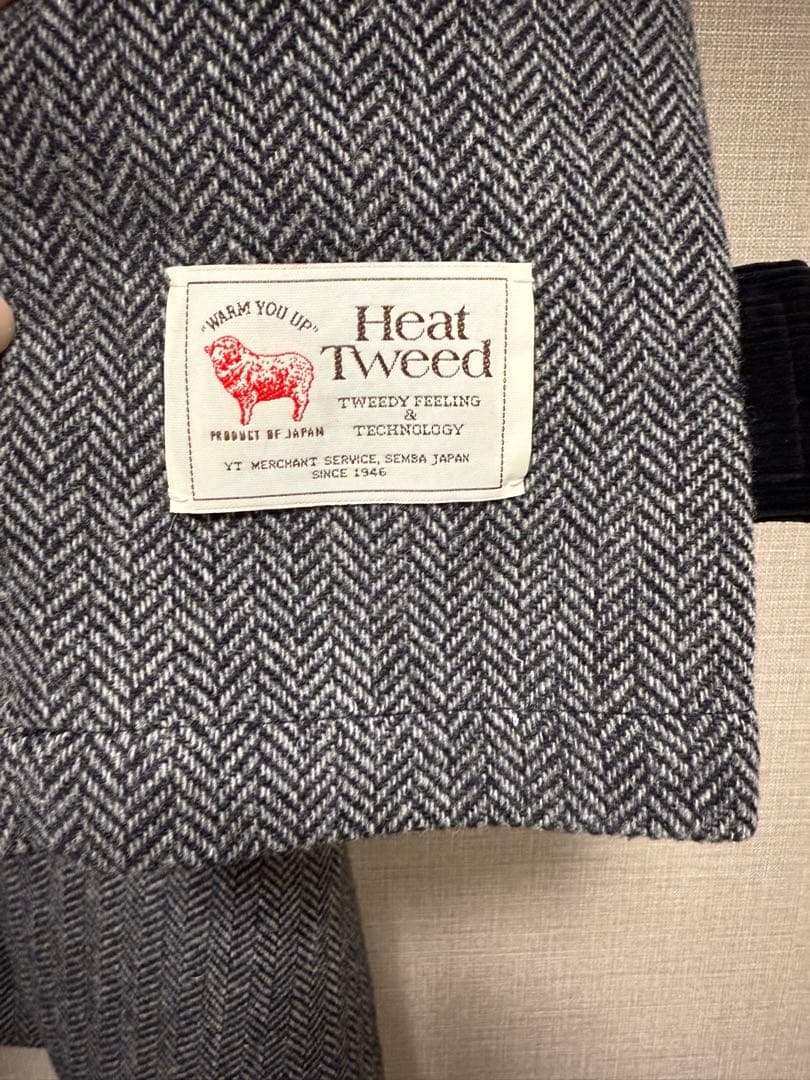 "WARM YOU UP"
PRODUCT OF JAPAN
Heat
Tweed
TWEEDY FEELING
&
TECHNOLOGY
YT MERCHANT SERVICE, SEMBA JAPAN
SINCE 1946